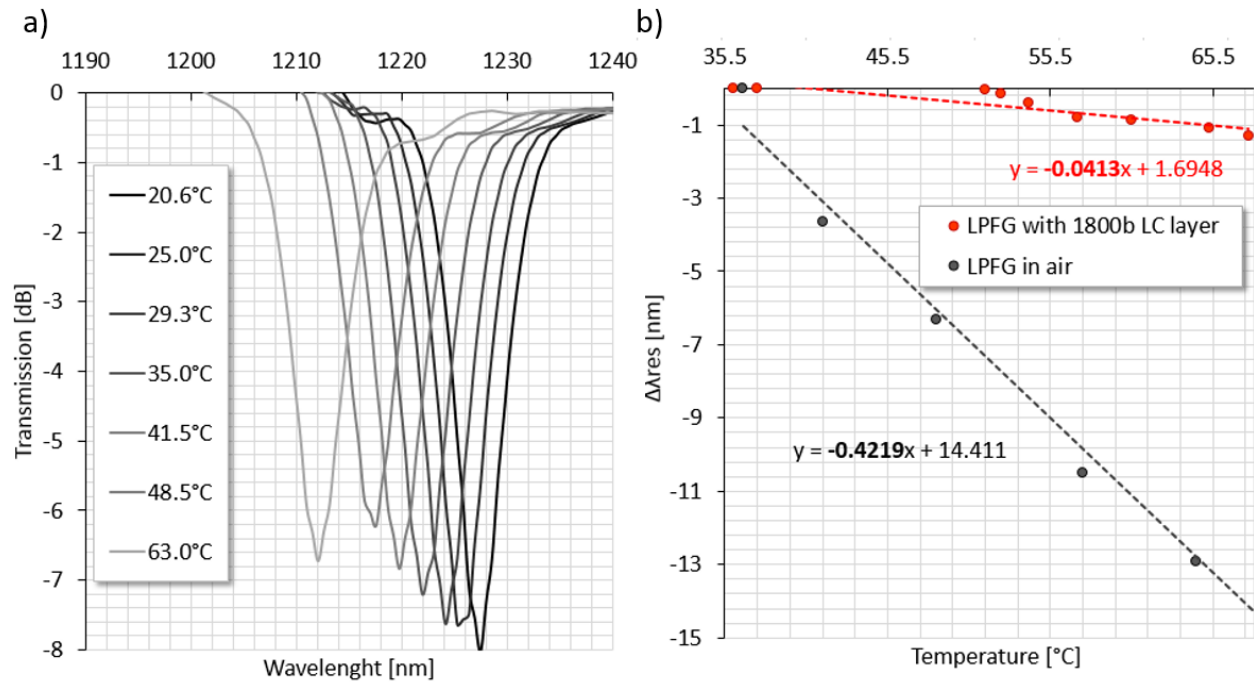 a)
1190 1200 1210 1220 1230 1240
0
-1
-2
-3
-4
-5
-6
-7
-8
Transmission [dB]
20.6°C
25.0°C
29.3°C
35.0°C
41.5°C
48.5°C
63.0°C
Wavelenght [nm]
b)
35.5 45.5 55.5 65.5
-1
-3
-5
-7
-9
-11
-13
-15
Δλres [nm]
y = -0.0413x + 1.6948
LPFG with 1800b LC layer
LPFG in air
y = -0.4219x + 14.411
Temperature [°C]